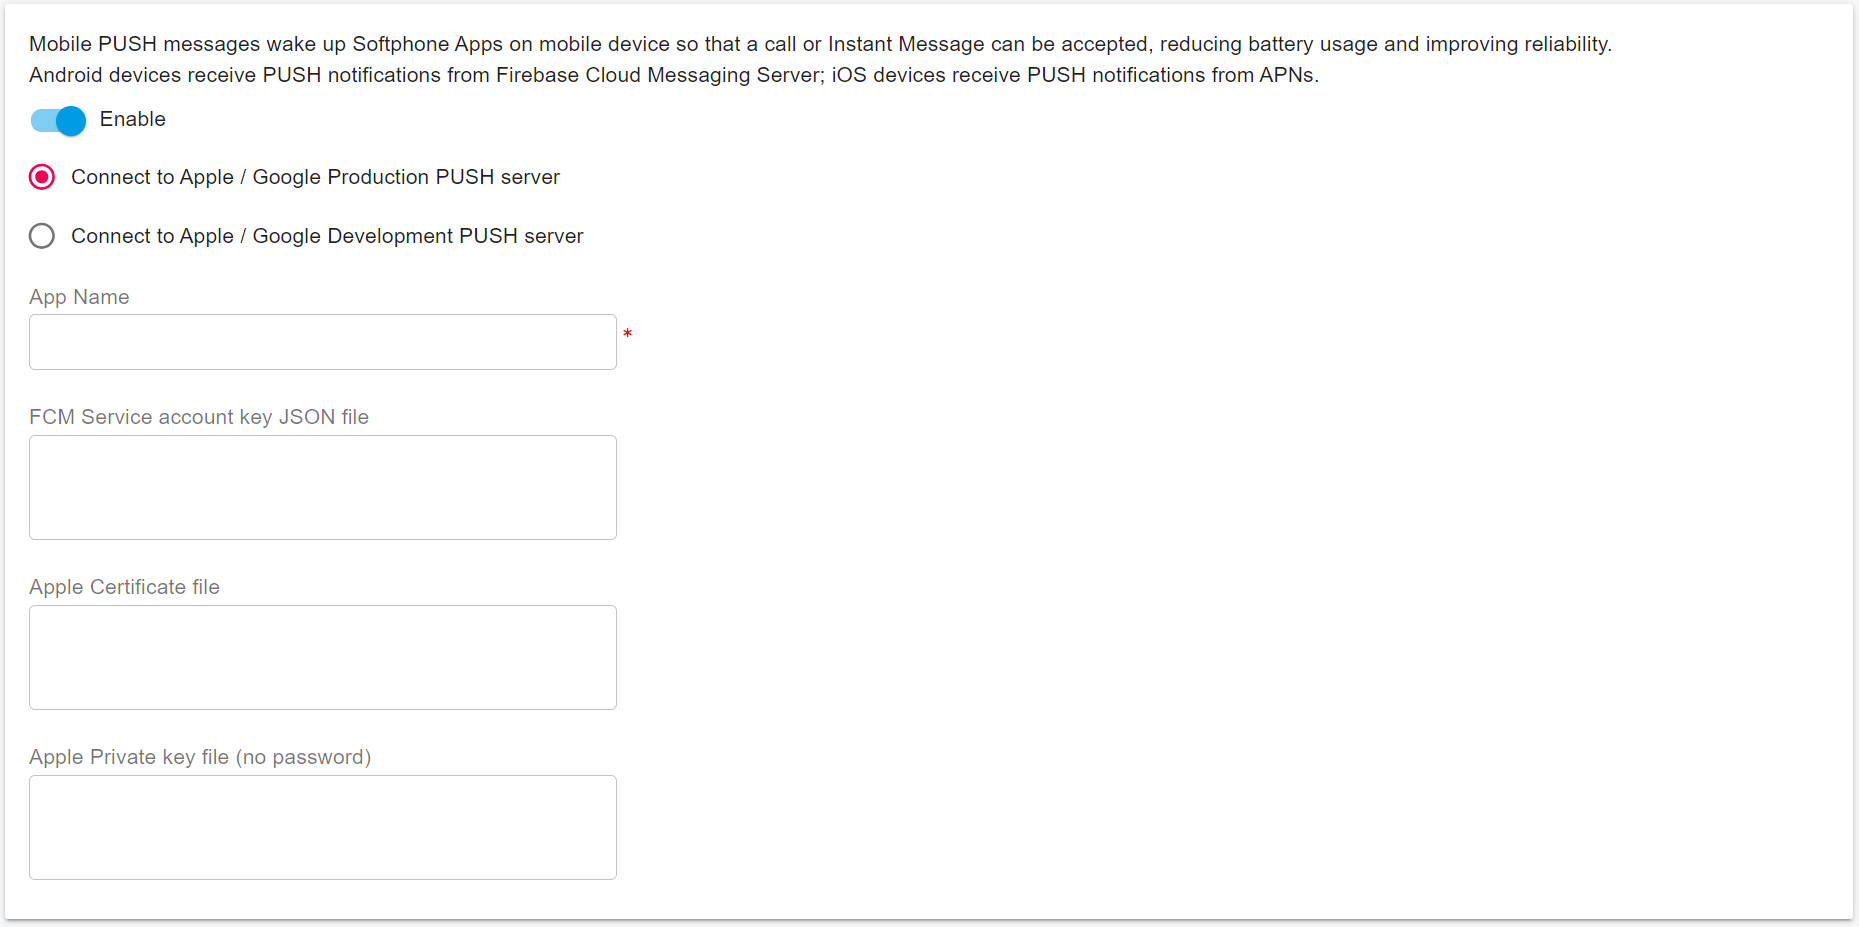 Mobile PUSH messages wake up Softphone Apps on mobile device so that a call or Instant Message can be accepted, reducing battery usage and improving reliability.
Android devices receive PUSH notifications from Firebase Cloud Messaging Server; iOS devices receive PUSH notifications from APNs.
Enable
Connect to Apple / Google Production PUSH server
Connect to Apple / Google Development PUSH server
App Name
*
FCM Service account key JSON file
Apple Certificate file
Apple Private key file (no password)